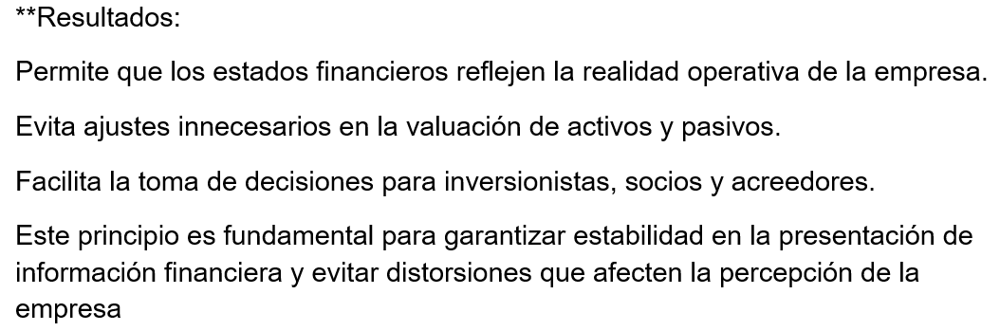 **Resultados:
Permite que los estados financieros reflejen la realidad operativa de la empresa.
Evita ajustes innecesarios en la valuación de activos y pasivos.
Facilita la toma de decisiones para inversionistas, socios y acreedores.
Este principio es fundamental para garantizar estabilidad en la presentación de
información financiera y evitar distorsiones que afecten la percepción de la
empresa